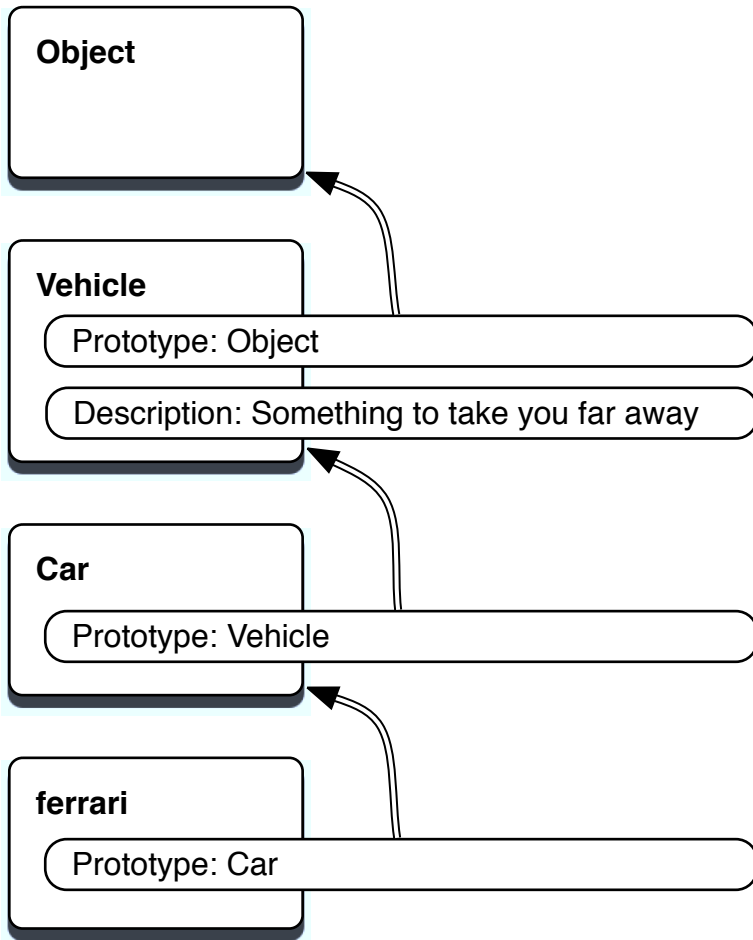 Object
Vehicle
Prototype: Object
Description: Something to take you far away
Car
Prototype: Vehicle
ferrari
Prototype: Car